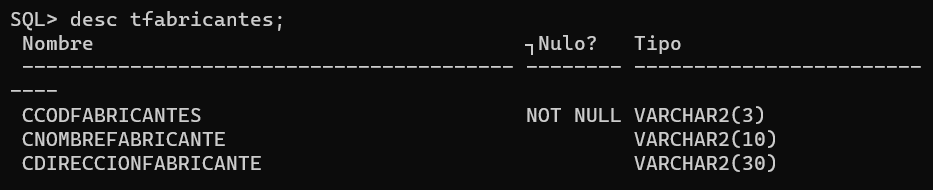 SQL> desc tfabricantes;
Nombre ┐Nulo? Tipo
----------------------------------------- -------- ------------------------
----
CCODFABRICANTES NOT NULL VARCHAR2(3)
CNOMBREFABRICANTE VARCHAR2(10)
CDIRECCIONFABRICANTE VARCHAR2(30)